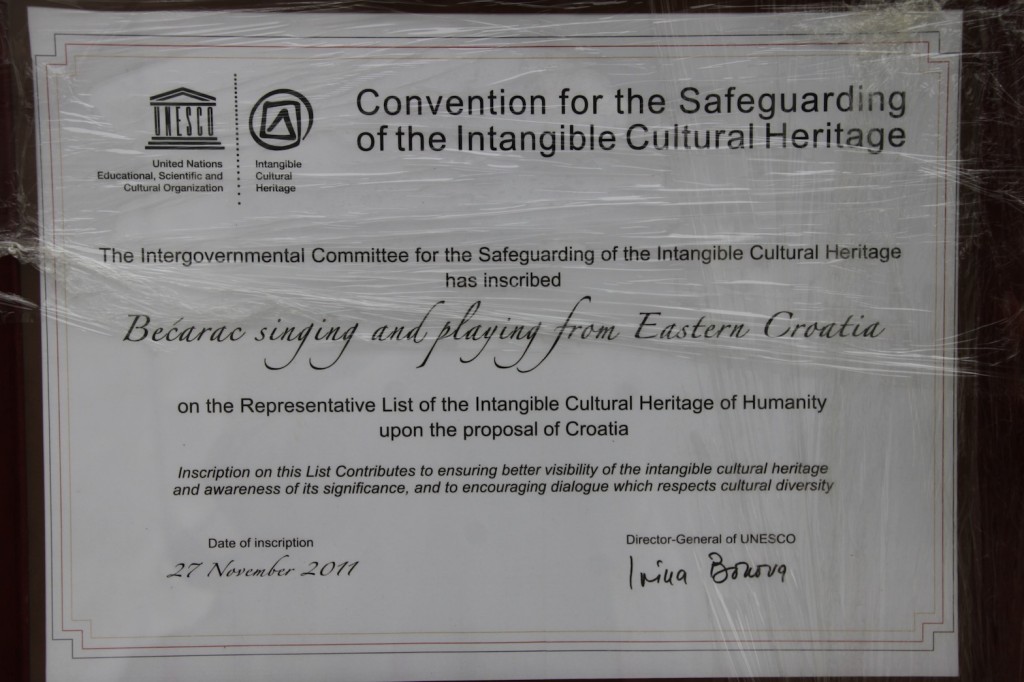 Convention for the Safeguarding
of the Intangible Cultural Heritage
UNESCO
United Nations
Educational, Scientific and
Cultural Organization
Intangible
Cultural
Heritage
The Intergovernmental Committee for the Safeguarding of the Intangible Cultural Heritage
has inscribed
Bećarac singing and playing from Eastern Croatia
on the Representative List of the Intangible Cultural Heritage of Humanity
upon the proposal of Croatia
Inscription on this List Contributes to ensuring better visibility of the intangible cultural heritage
and awareness of its significance, and to encouraging dialogue which respects cultural diversity
Date of inscription
27 November 2011
Director-General of UNESCO
Irina Bokova